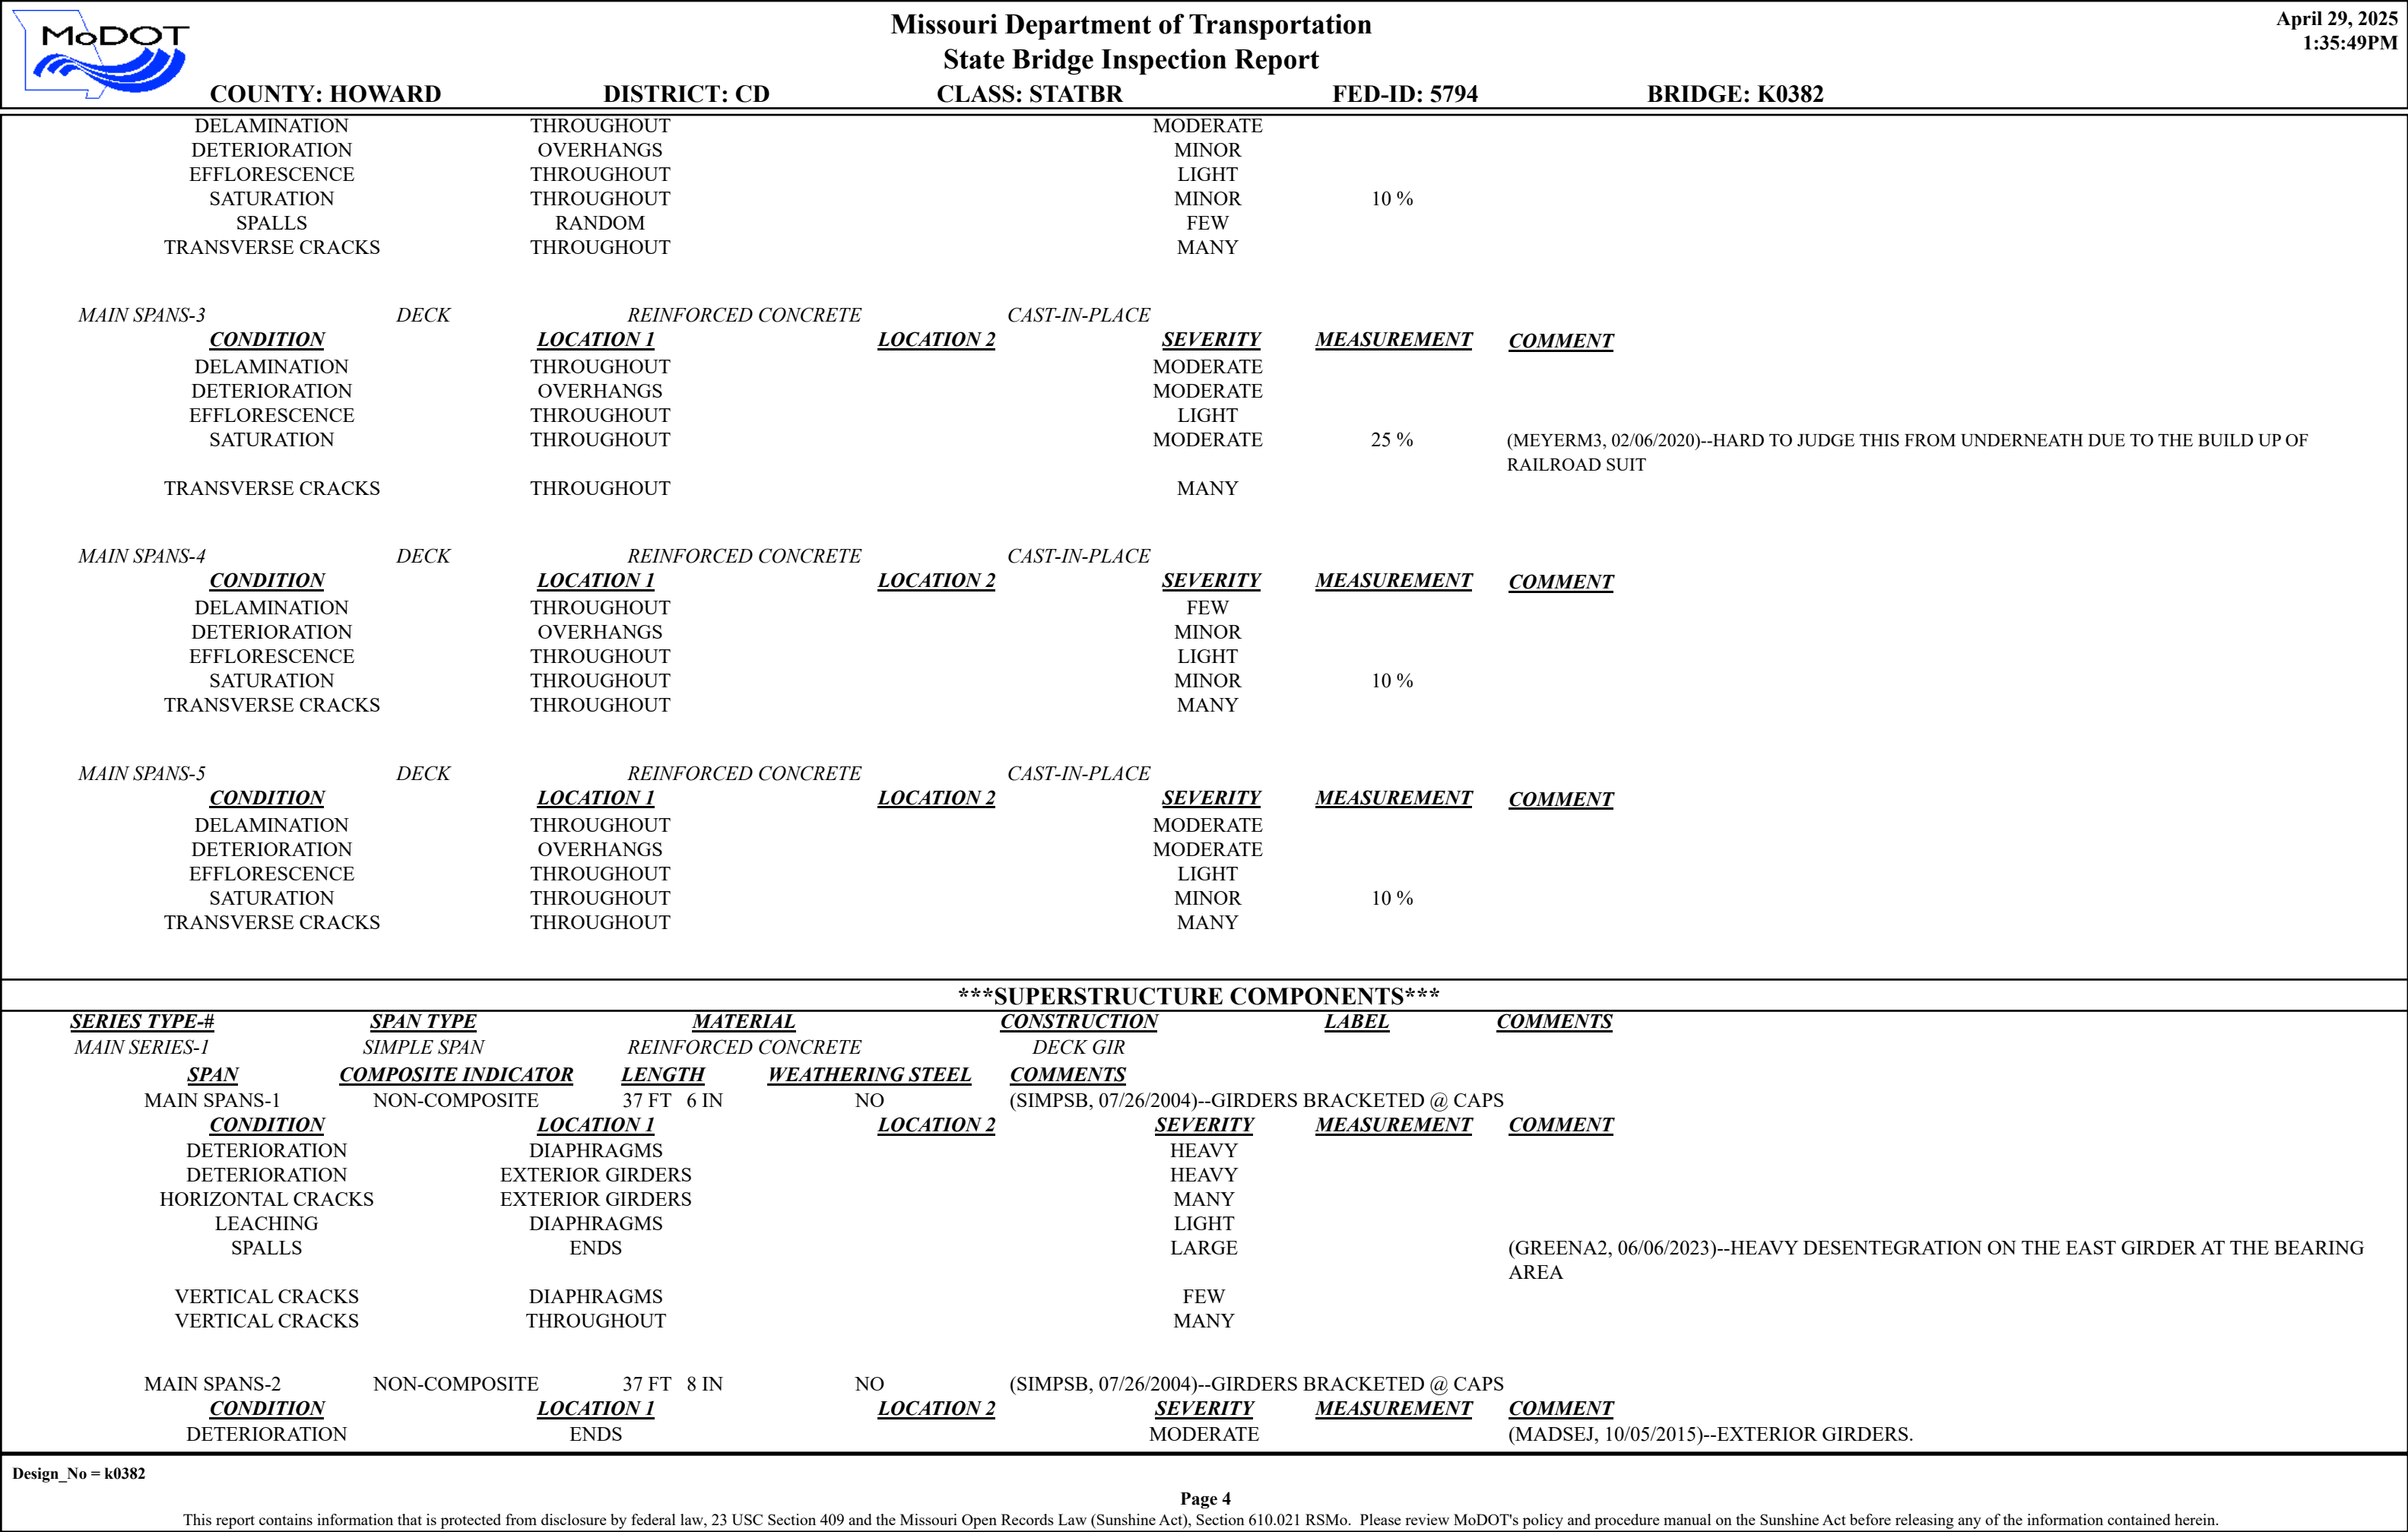 MoDOT
Missouri Department of Transportation
State Bridge Inspection Report
April 29, 2025
1:35:49PM
COUNTY: HOWARD DISTRICT: CD CLASS: STATBR FED-ID: 5794 BRIDGE: K0382
DELAMINATION THROUGHOUT MODERATE
DETERIORATION OVERHANGS MINOR
EFFLORESCENCE THROUGHOUT LIGHT
SATURATION THROUGHOUT MINOR 10 %
SPALLS RANDOM FEW
TRANSVERSE CRACKS THROUGHOUT MANY
MAIN SPANS-3 DECK REINFORCED CONCRETE CAST-IN-PLACE
CONDITION LOCATION 1 LOCATION 2 SEVERITY MEASUREMENT COMMENT
DELAMINATION THROUGHOUT MODERATE
DETERIORATION OVERHANGS MODERATE
EFFLORESCENCE THROUGHOUT LIGHT
SATURATION THROUGHOUT MODERATE 25 % (MEYERM3, 02/06/2020)--HARD TO JUDGE THIS FROM UNDERNEATH DUE TO THE BUILD UP OF
RAILROAD SUIT
TRANSVERSE CRACKS THROUGHOUT MANY
MAIN SPANS-4 DECK REINFORCED CONCRETE CAST-IN-PLACE
CONDITION LOCATION 1 LOCATION 2 SEVERITY MEASUREMENT COMMENT
DELAMINATION THROUGHOUT FEW
DETERIORATION OVERHANGS MINOR
EFFLORESCENCE THROUGHOUT LIGHT
SATURATION THROUGHOUT MINOR 10 %
TRANSVERSE CRACKS THROUGHOUT MANY
MAIN SPANS-5 DECK REINFORCED CONCRETE CAST-IN-PLACE
CONDITION LOCATION 1 LOCATION 2 SEVERITY MEASUREMENT COMMENT
DELAMINATION THROUGHOUT MODERATE
DETERIORATION OVERHANGS MODERATE
EFFLORESCENCE THROUGHOUT LIGHT
SATURATION THROUGHOUT MINOR 10 %
TRANSVERSE CRACKS THROUGHOUT MANY
***SUPERSTRUCTURE COMPONENTS***
SERIES TYPE-# SPAN TYPE MATERIAL CONSTRUCTION LABEL COMMENTS
MAIN SERIES-1 SIMPLE SPAN REINFORCED CONCRETE DECK GIR
SPAN COMPOSITE INDICATOR LENGTH WEATHERING STEEL COMMENTS
MAIN SPANS-1 NON-COMPOSITE 37 FT 6 IN NO (SIMPSB, 07/26/2004)--GIRDERS BRACKETED @ CAPS
CONDITION LOCATION 1 LOCATION 2 SEVERITY MEASUREMENT COMMENT
DETERIORATION DIAPHRAGMS HEAVY
DETERIORATION EXTERIOR GIRDERS HEAVY
HORIZONTAL CRACKS EXTERIOR GIRDERS MANY
LEACHING DIAPHRAGMS LIGHT
SPALLS ENDS LARGE (GREENA2, 06/06/2023)--HEAVY DESENTEGRATION ON THE EAST GIRDER AT THE BEARING
AREA
VERTICAL CRACKS DIAPHRAGMS FEW
VERTICAL CRACKS THROUGHOUT MANY
MAIN SPANS-2 NON-COMPOSITE 37 FT 8 IN NO (SIMPSB, 07/26/2004)--GIRDERS BRACKETED @ CAPS
CONDITION LOCATION 1 LOCATION 2 SEVERITY MEASUREMENT COMMENT
DETERIORATION ENDS MODERATE (MADSEJ, 10/05/2015)--EXTERIOR GIRDERS.
Design_No = k0382
Page 4
This report contains information that is protected from disclosure by federal law, 23 USC Section 409 and the Missouri Open Records Law (Sunshine Act), Section 610.021 RSMo. Please review MoDOT's policy and procedure manual on the Sunshine Act before releasing any of the information contained herein.